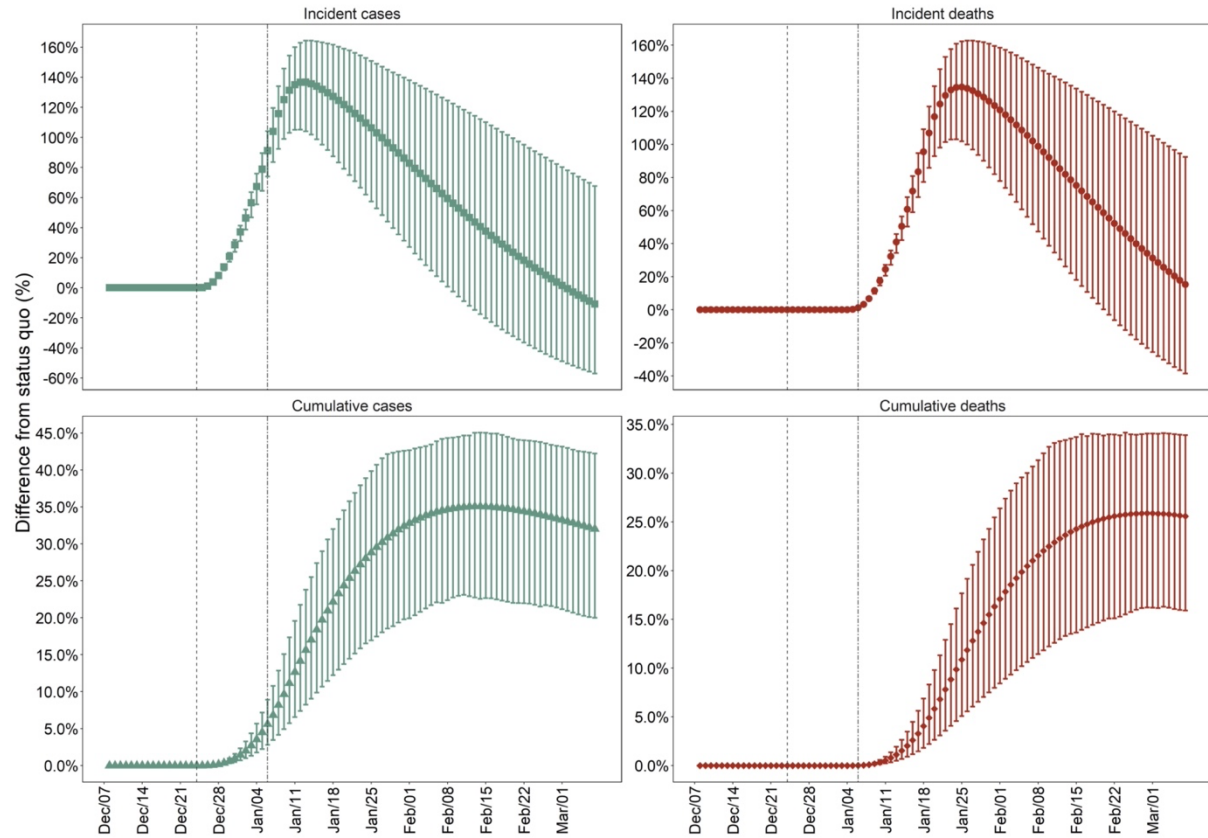 Incident cases
Incident deaths
Difference from status quo (%)
160%
140%
120%
100%
80%
60%
40%
20%
0%
-20%
-40%
-60%
160%
140%
120%
100%
80%
60%
40%
20%
0%
-20%
-40%
Cumulative cases
Cumulative deaths
45.0%
40.0%
35.0%
30.0%
25.0%
20.0%
15.0%
10.0%
5.0%
0.0%
35.0%
30.0%
25.0%
20.0%
15.0%
10.0%
5.0%
0.0%
Dec/07
Dec/14
Dec/21
Dec/28
Jan/04
Jan/11
Jan/18
Jan/25
Feb/01
Feb/08
Feb/15
Feb/22
Mar/01
Dec/07
Dec/14
Dec/21
Dec/28
Jan/04
Jan/11
Jan/18
Jan/25
Feb/01
Feb/08
Feb/15
Feb/22
Mar/01